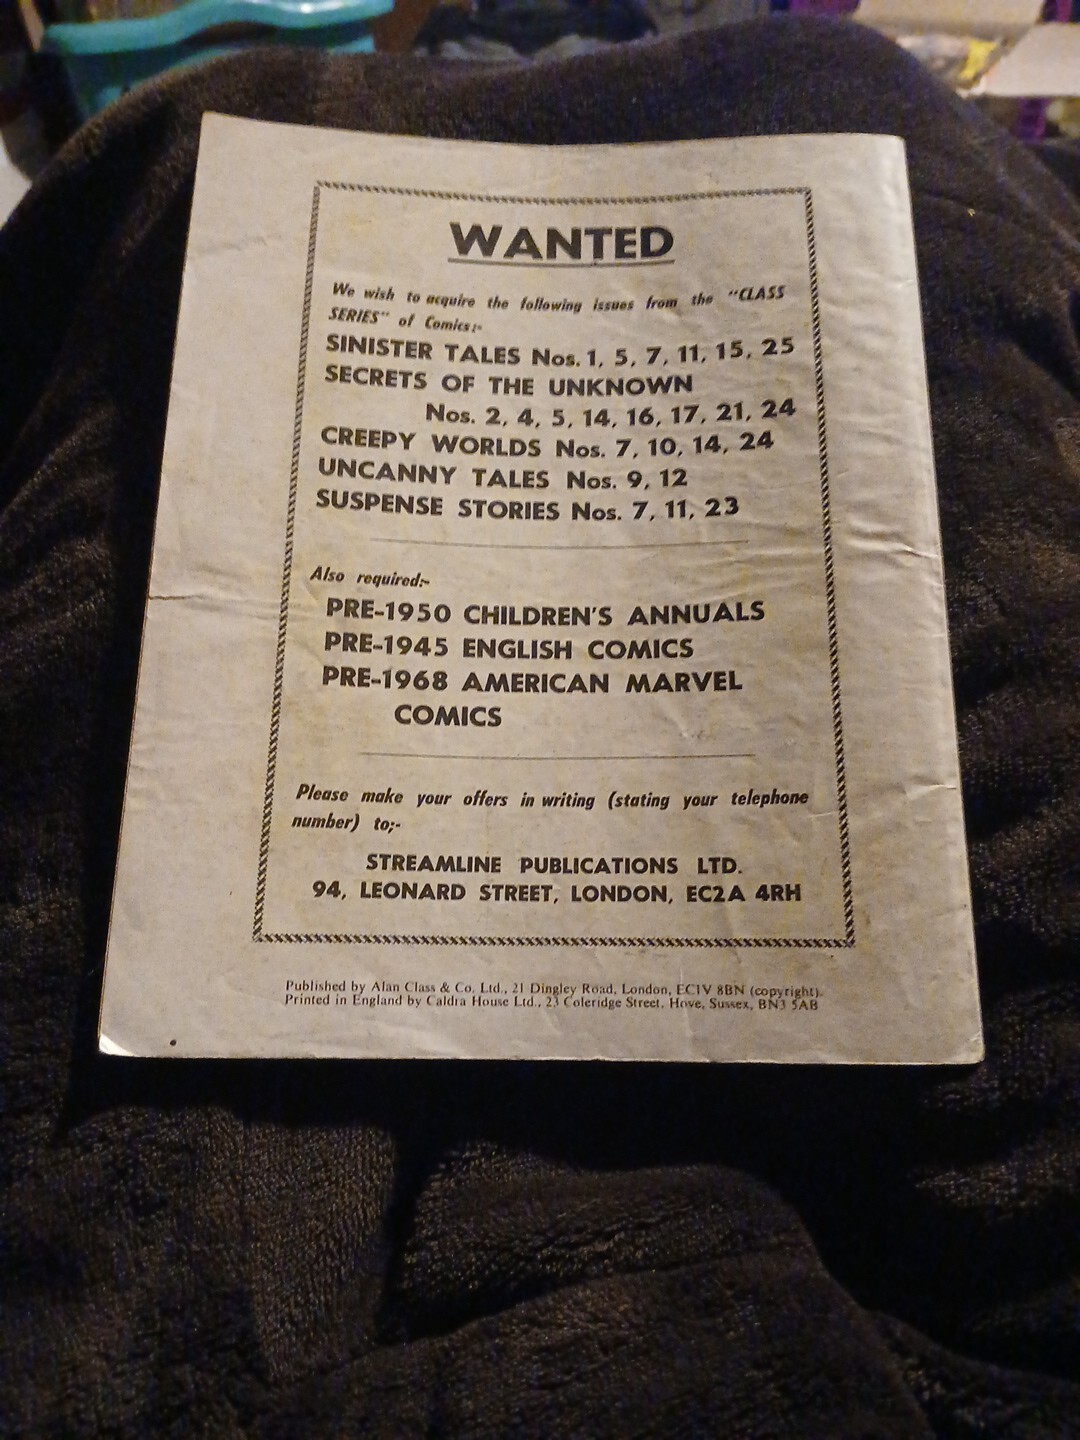 WANTED
We wish to acquire the following issues from the "CLASS
SERIES" of Comics:-
SINISTER TALES Nos. 1, 5, 7, 11, 15, 25
SECRETS OF THE UNKNOWN
Nos. 2, 4, 5, 14, 16, 17, 21, 24
CREEPY WORLDS Nos. 7, 10, 14, 24
UNCANNY TALES Nos. 9, 12
SUSPENSE STORIES Nos. 7, 11, 23
Also required:-
PRE-1950 CHILDREN'S ANNUALS
PRE-1945 ENGLISH COMICS
PRE-1968 AMERICAN MARVEL
COMICS
Please make your offers in writing (stating your telephone
number) to;-
STREAMLINE PUBLICATIONS LTD.
94, LEONARD STREET, LONDON, EC2A 4RH
Published by Alan Class & Co. Ltd., 21 Dingley Road, London, EC1V 8BN (copyright).
Printed in England by Caldra House Ltd., 23 Coleridge Street, Hove, Sussex, BN3 5AB